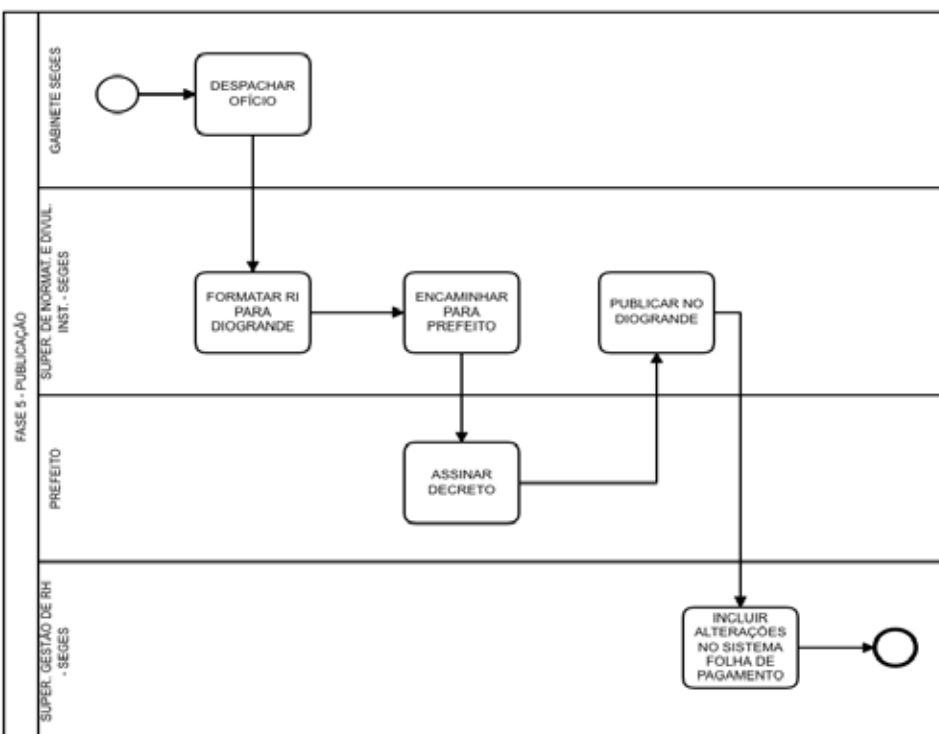 FASE 5 - PUBLICAÇÃO
GABINETE SEGES
DESPACHAR
OFÍCIO
SUPER. DE NORMAT. E DIVUL.
INST. - SEGES
FORMATAR RI
PARA
DIOGRANDE
ENCAMINHAR
PARA
PREFEITO
PUBLICAR NO
DIOGRANDE
PREFEITO
ASSINAR
DECRETO
SUPER. GESTÃO DE RH
- SEGES
INCLUIR
ALTERAÇÕES
NO SISTEMA
FOLHA DE
PAGAMENTO